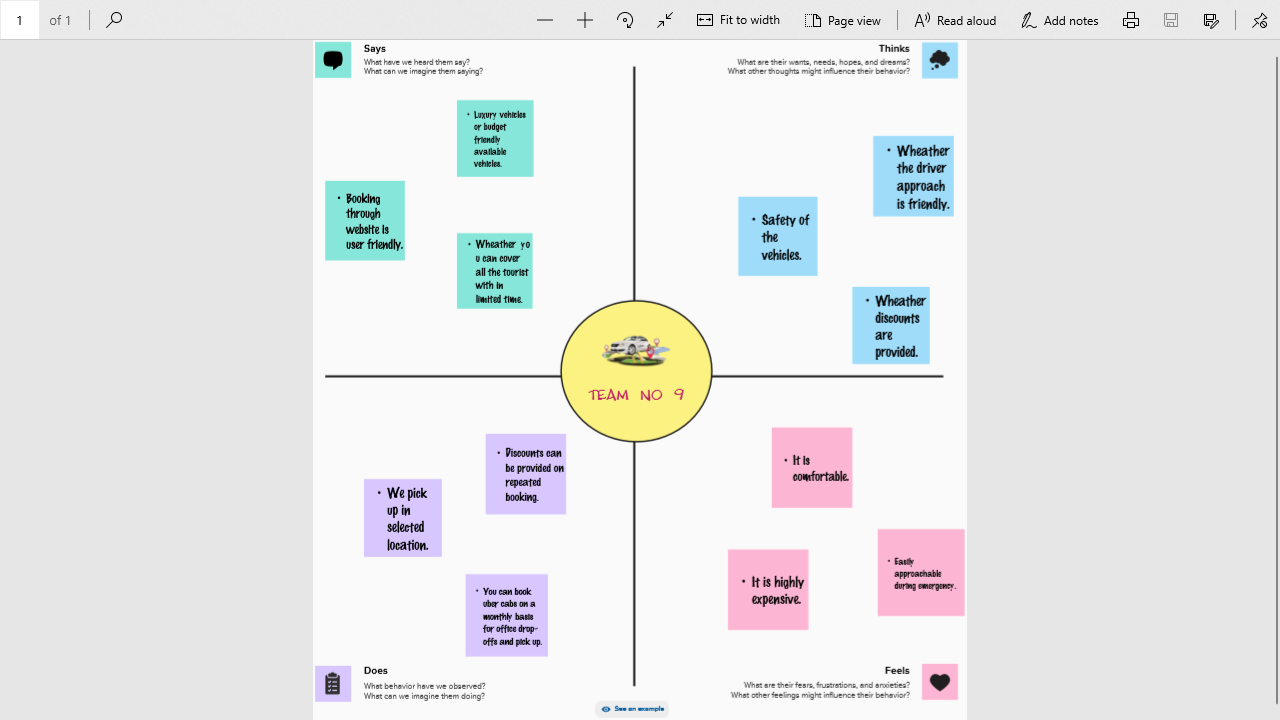 1 of 1
Fit to width
Page view
Read aloud
Add notes
Says
What have we heard them say?
What can we imagine them saying?
Thinks
What are their wants, needs, hopes, and dreams?
What other thoughts might influence their behavior?
• Luxury vehicles
or budget
friendly
available
vehicles.
• Booking
through
website is
user friendly.
• Wheather yo
u can cover
all the tourist
with in
limited time.
• Wheather
the driver
approach
is friendly.
• Safety of
the
vehicles.
• Wheather
discounts
are
provided.
TEAM NO 9
• Discounts can
be provided on
repeated
booking.
• We pick
up in
selected
location.
• You can book
uber cabs on a
monthly basis
for office drop-
offs and pick up.
• It is
comfortable.
• It is highly
expensive.
• Easily
approachable
during emergency.
Does
What behavior have we observed?
What can we imagine them doing?
Feels
What are their fears, frustrations, and anxieties?
What other feelings might influence their behavior?
See an example